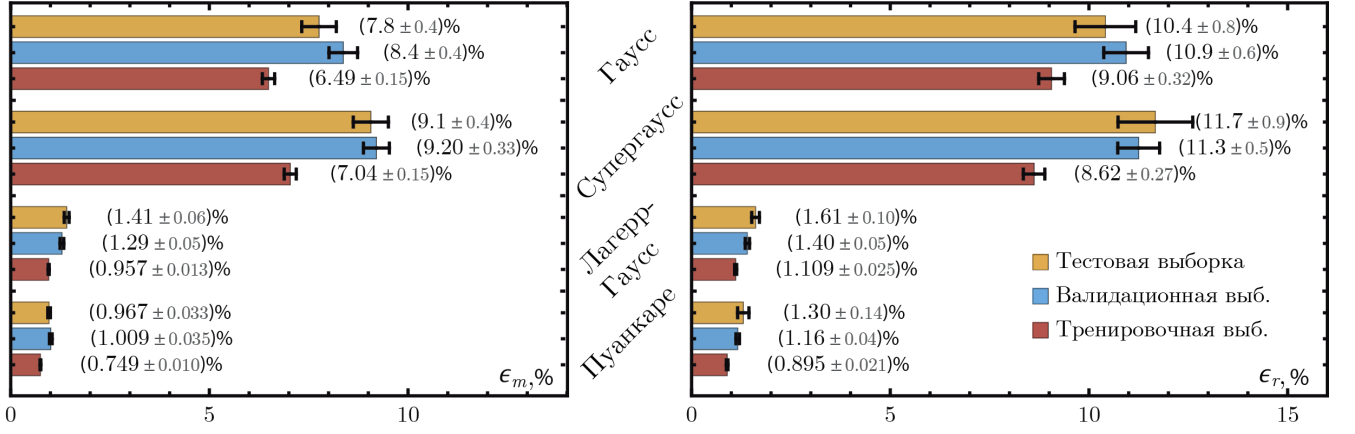 (7.8 ± 0.4)%
(8.4 ± 0.4)%
(6.49 ± 0.15)%
(9.1 ± 0.4)%
(9.20 ± 0.33)%
(7.04 ± 0.15)%
(1.41 ± 0.06)%
(1.29 ± 0.05)%
(0.957 ± 0.013)%
(0.967 ± 0.033)%
(1.009 ± 0.035)%
(0.749 ± 0.010)%
ϵm,%
0 5 10
Гаусс
Супергаусс
Лагерр-
Гаусс
Пуанкаре
(10.4 ± 0.8)%
(10.9 ± 0.6)%
(9.06 ± 0.32)%
(11.7 ± 0.9)%
(11.3 ± 0.5)%
(8.62 ± 0.27)%
(1.61 ± 0.10)%
(1.40 ± 0.05)%
(1.109 ± 0.025)%
(1.30 ± 0.14)%
(1.16 ± 0.04)%
(0.895 ± 0.021)%
Тестовая выборка
Валидационная выб.
Тренировочная выб.
ϵr,%
0 5 10 15